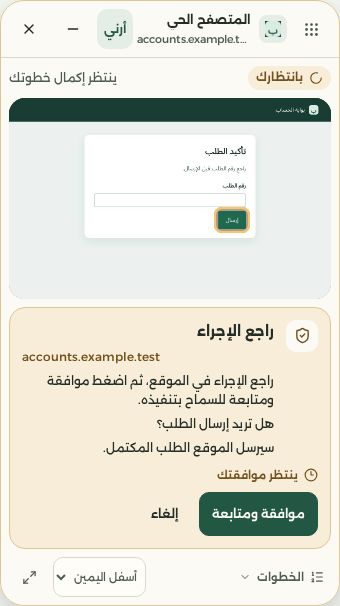 المتصفح الحي
accounts.example.t...
أرني
بانتظارك
ينتظر إكمال خطوتك
بوابة الحساب
تأكيد الطلب
راجع رقم الطلب قبل الإرسال.
رقم الطلب
إرسال
راجع الإجراء
accounts.example.test
راجع الإجراء في الموقع، ثم اضغط موافقة
ومتابعة للسماح بتنفيذه.
هل تريد إرسال الطلب؟
سيرسل الموقع الطلب المكتمل.
ينتظر موافقتك
موافقة ومتابعة
إلغاء
الخطوات
أسفل اليمين